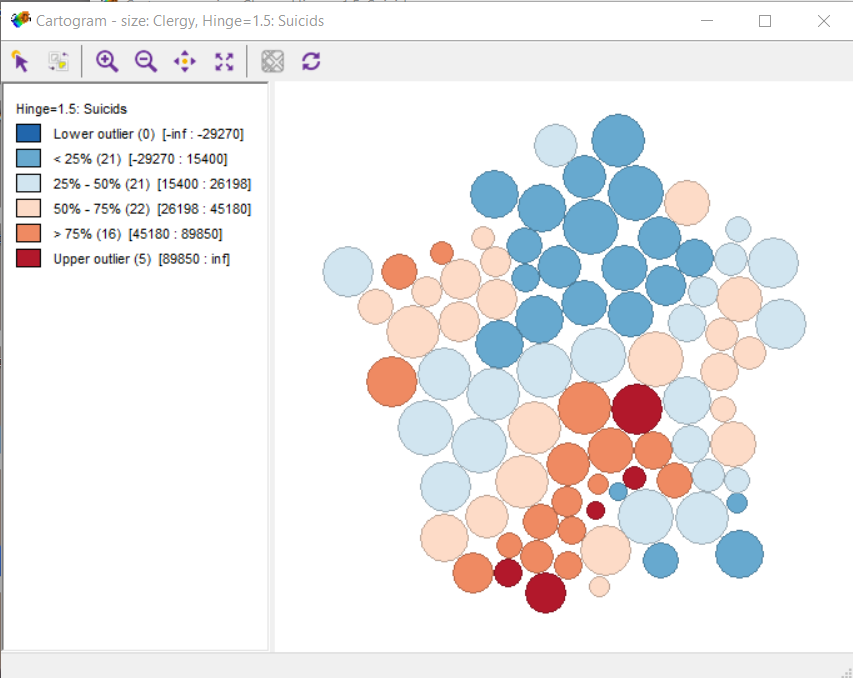 Cartogram - size: Clergy, Hinge=1.5: Suicids
Hinge=1.5: Suicids
Lower outlier (0) [-inf : -29270]
< 25% (21) [-29270 : 15400]
25% - 50% (21) [15400 : 26198]
50% - 75% (22) [26198 : 45180]
> 75% (16) [45180 : 89850]
Upper outlier (5) [89850 : inf]